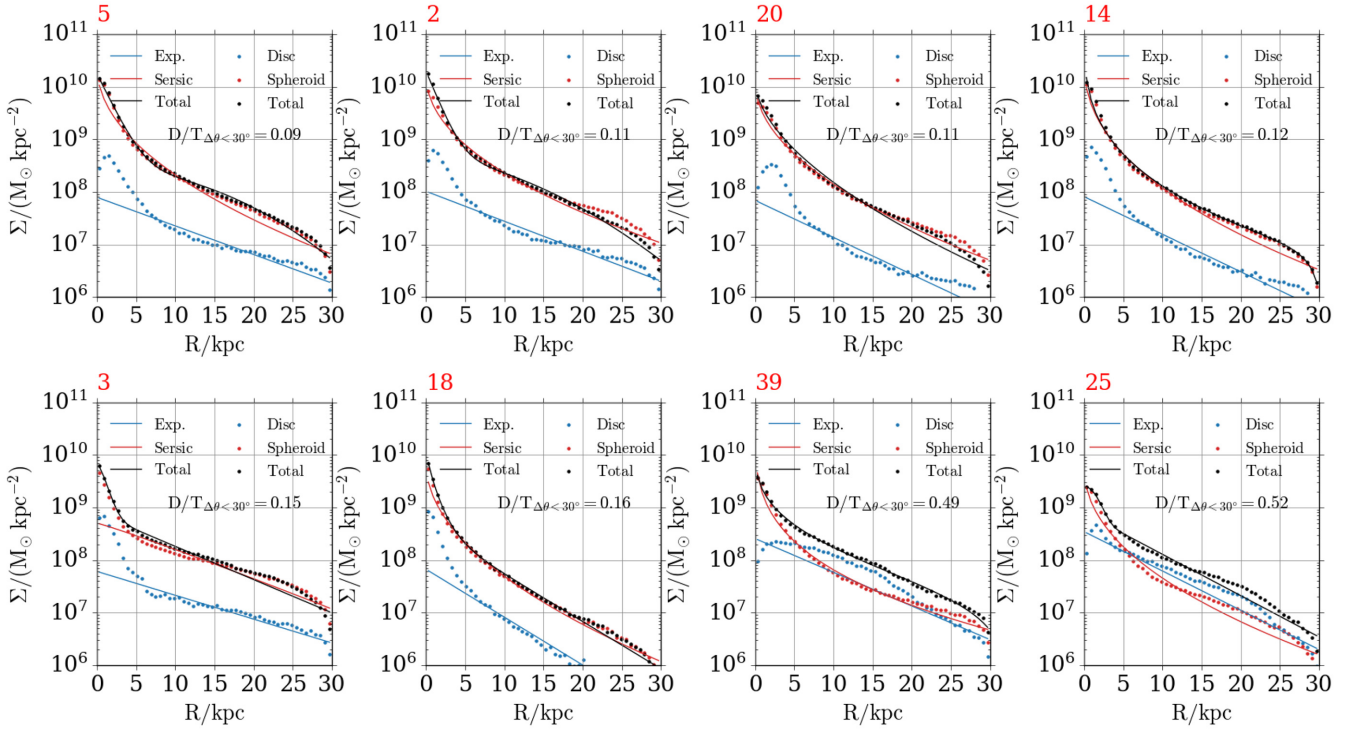 5
10^11
10^10
10^9
10^8
10^7
10^6
Σ/(M⊙ kpc^−2)
Exp. Disc
Sersic Spheroid
Total Total
D/T_Δθ<30° = 0.09
0 5 10 15 20 25 30
R/kpc
2
10^11
10^10
10^9
10^8
10^7
10^6
Σ/(M⊙ kpc^−2)
Exp. Disc
Sersic Spheroid
Total Total
D/T_Δθ<30° = 0.11
0 5 10 15 20 25 30
R/kpc
20
10^11
10^10
10^9
10^8
10^7
10^6
Σ/(M⊙ kpc^−2)
Exp. Disc
Sersic Spheroid
Total Total
D/T_Δθ<30° = 0.11
0 5 10 15 20 25 30
R/kpc
14
10^11
10^10
10^9
10^8
10^7
10^6
Σ/(M⊙ kpc^−2)
Exp. Disc
Sersic Spheroid
Total Total
D/T_Δθ<30° = 0.12
0 5 10 15 20 25 30
R/kpc
3
10^11
10^10
10^9
10^8
10^7
10^6
Σ/(M⊙ kpc^−2)
Exp. Disc
Sersic Spheroid
Total Total
D/T_Δθ<30° = 0.15
0 5 10 15 20 25 30
R/kpc
18
10^11
10^10
10^9
10^8
10^7
10^6
Σ/(M⊙ kpc^−2)
Exp. Disc
Sersic Spheroid
Total Total
D/T_Δθ<30° = 0.16
0 5 10 15 20 25 30
R/kpc
39
10^11
10^10
10^9
10^8
10^7
10^6
Σ/(M⊙ kpc^−2)
Exp. Disc
Sersic Spheroid
Total Total
D/T_Δθ<30° = 0.49
0 5 10 15 20 25 30
R/kpc
25
10^11
10^10
10^9
10^8
10^7
10^6
Σ/(M⊙ kpc^−2)
Exp. Disc
Sersic Spheroid
Total Total
D/T_Δθ<30° = 0.52
0 5 10 15 20 25 30
R/kpc